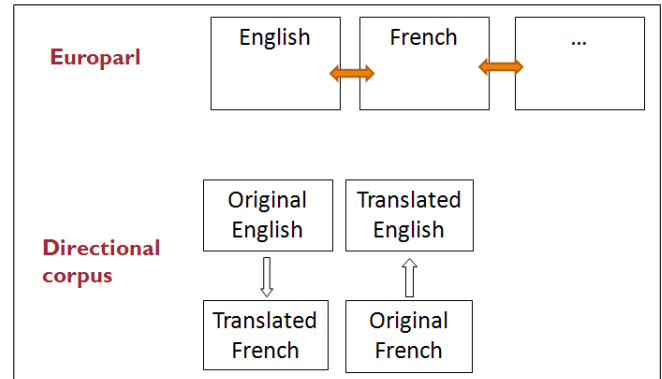 Europarl
English
French
...
Original
English
Translated
English
Directional
corpus
Translated
French
Original
French